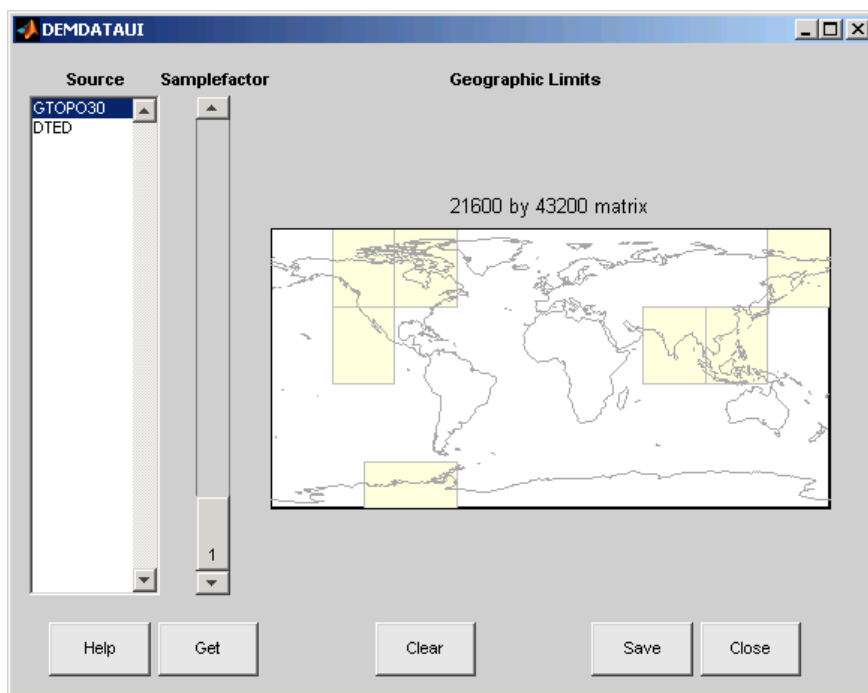 DEMDATAUI
Source
Samplefactor
Geographic Limits
GTOPO30
DTED
21600 by 43200 matrix
1
Help
Get
Clear
Save
Close